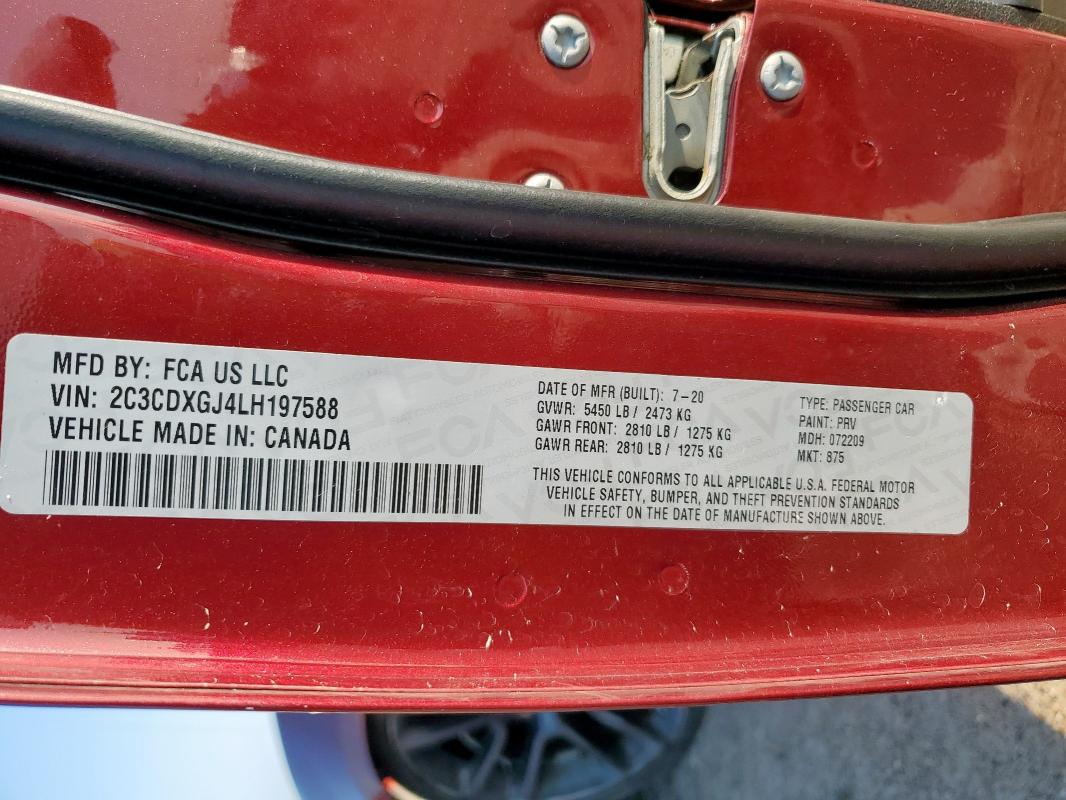 MFD BY: FCA US LLC
VIN: 2C3CDXGJ4LH197588
VEHICLE MADE IN: CANADA
DATE OF MFR (BUILT): 7-20
GVWR: 5450 LB / 2473 KG
GAWR FRONT: 2810 LB / 1275 KG
GAWR REAR: 2810 LB / 1275 KG
TYPE: PASSENGER CAR
PAINT: PRV
MDH: 072209
MKT: 875
THIS VEHICLE CONFORMS TO ALL APPLICABLE U.S.A. FEDERAL MOTOR
VEHICLE SAFETY, BUMPER, AND THEFT PREVENTION STANDARDS
IN EFFECT ON THE DATE OF MANUFACTURE SHOWN ABOVE.